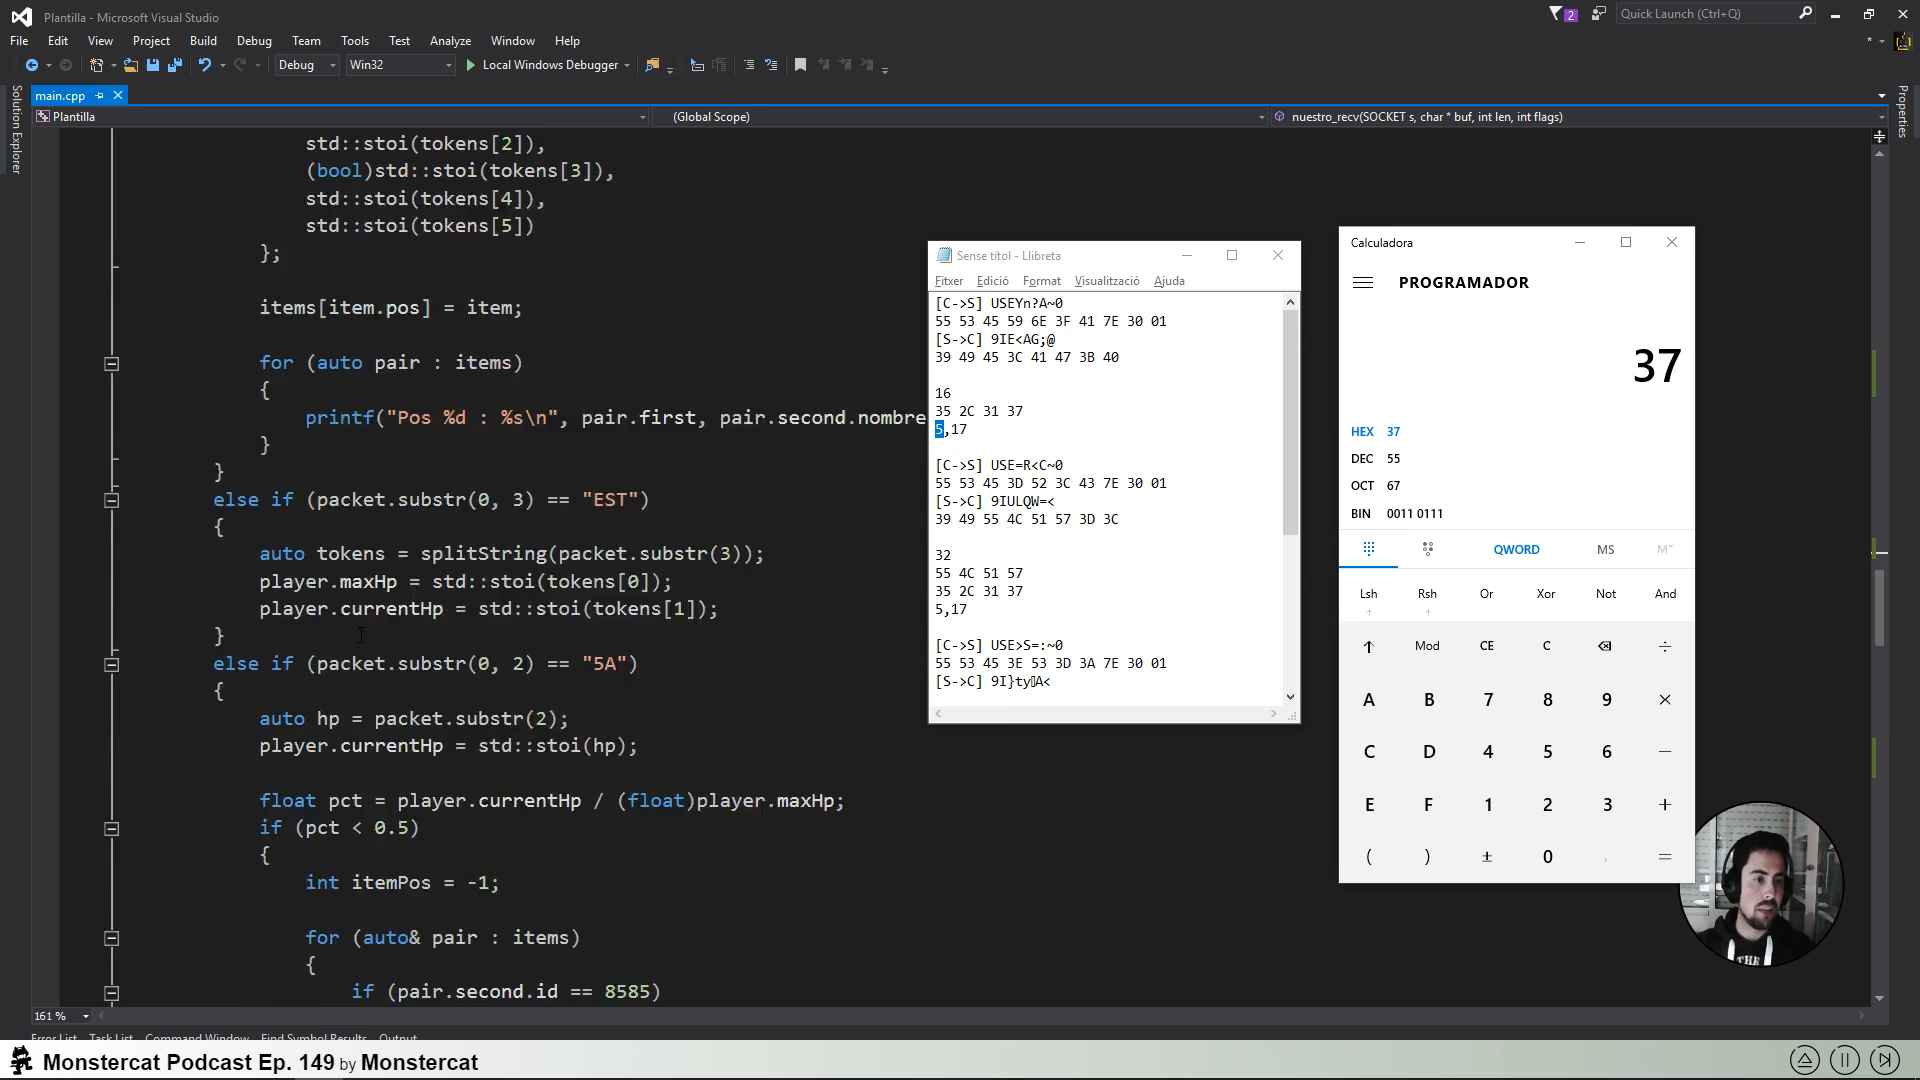 Plantilla - Microsoft Visual Studio
2
Quick Launch (Ctrl+Q)
File Edit View Project Build Debug Team Tools Test Analyze Window Help
Debug Win32 Local Windows Debugger
Solution Explorer
Properties
main.cpp
Plantilla (Global Scope) nuestro_recv(SOCKET s, char * buf, int len, int flags)
std::stoi(tokens[2]),
(bool)std::stoi(tokens[3]),
std::stoi(tokens[4]),
std::stoi(tokens[5])
};
items[item.pos] = item;
for (auto pair : items)
{
printf("Pos %d : %s\n", pair.first, pair.second.nombre
}
}
else if (packet.substr(0, 3) == "EST")
{
auto tokens = splitString(packet.substr(3));
player.maxHp = std::stoi(tokens[0]);
player.currentHp = std::stoi(tokens[1]);
}
else if (packet.substr(0, 2) == "5A")
{
auto hp = packet.substr(2);
player.currentHp = std::stoi(hp);
float pct = player.currentHp / (float)player.maxHp;
if (pct < 0.5)
{
int itemPos = -1;
for (auto& pair : items)
{
if (pair.second.id == 8585)
161 %
Error List Task List Command Window Find Symbol Results Output
Sense títol - Llibreta
Fitxer Edició Format Visualització Ajuda
[C->S] USEYn?A~0
55 53 45 59 6E 3F 41 7E 30 01
[S->C] 9IE<AG;@
39 49 45 3C 41 47 3B 40
16
35 2C 31 37
5,17
[C->S] USE=R<C~0
55 53 45 3D 52 3C 43 7E 30 01
[S->C] 9IULQW=<
39 49 55 4C 51 57 3D 3C
32
55 4C 51 57
35 2C 31 37
5,17
[C->S] USE>S=:~0
55 53 45 3E 53 3D 3A 7E 30 01
[S->C] 9I}ty▯A<
Calculadora
PROGRAMADOR
37
HEX 37
DEC 55
OCT 67
BIN 0011 0111
QWORD MS M
Lsh Rsh Or Xor Not And
↑ Mod CE C ⌫ ÷
A B 7 8 9 ×
C D 4 5 6 −
E F 1 2 3 +
( ) ± 0 , =
THE
Monstercat Podcast Ep. 149 by Monstercat